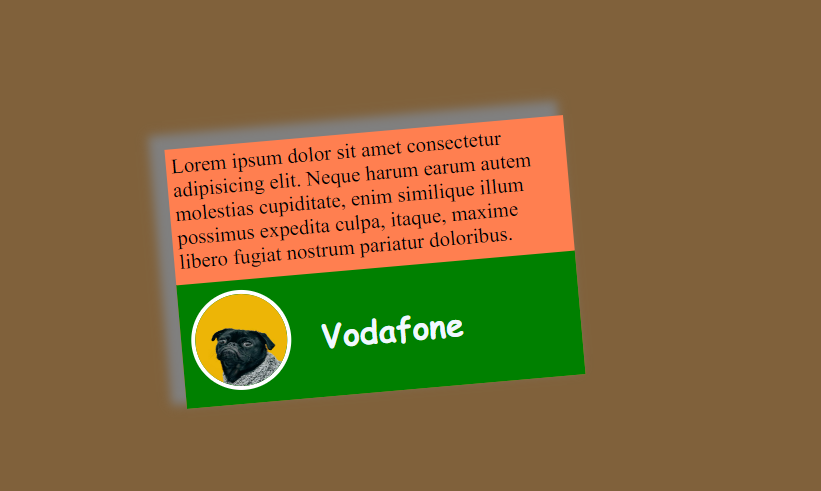 Lorem ipsum dolor sit amet consectetur
adipisicing elit. Neque harum earum autem
molestias cupiditate, enim similique illum
possimus expedita culpa, itaque, maxime
libero fugiat nostrum pariatur doloribus.
Vodafone